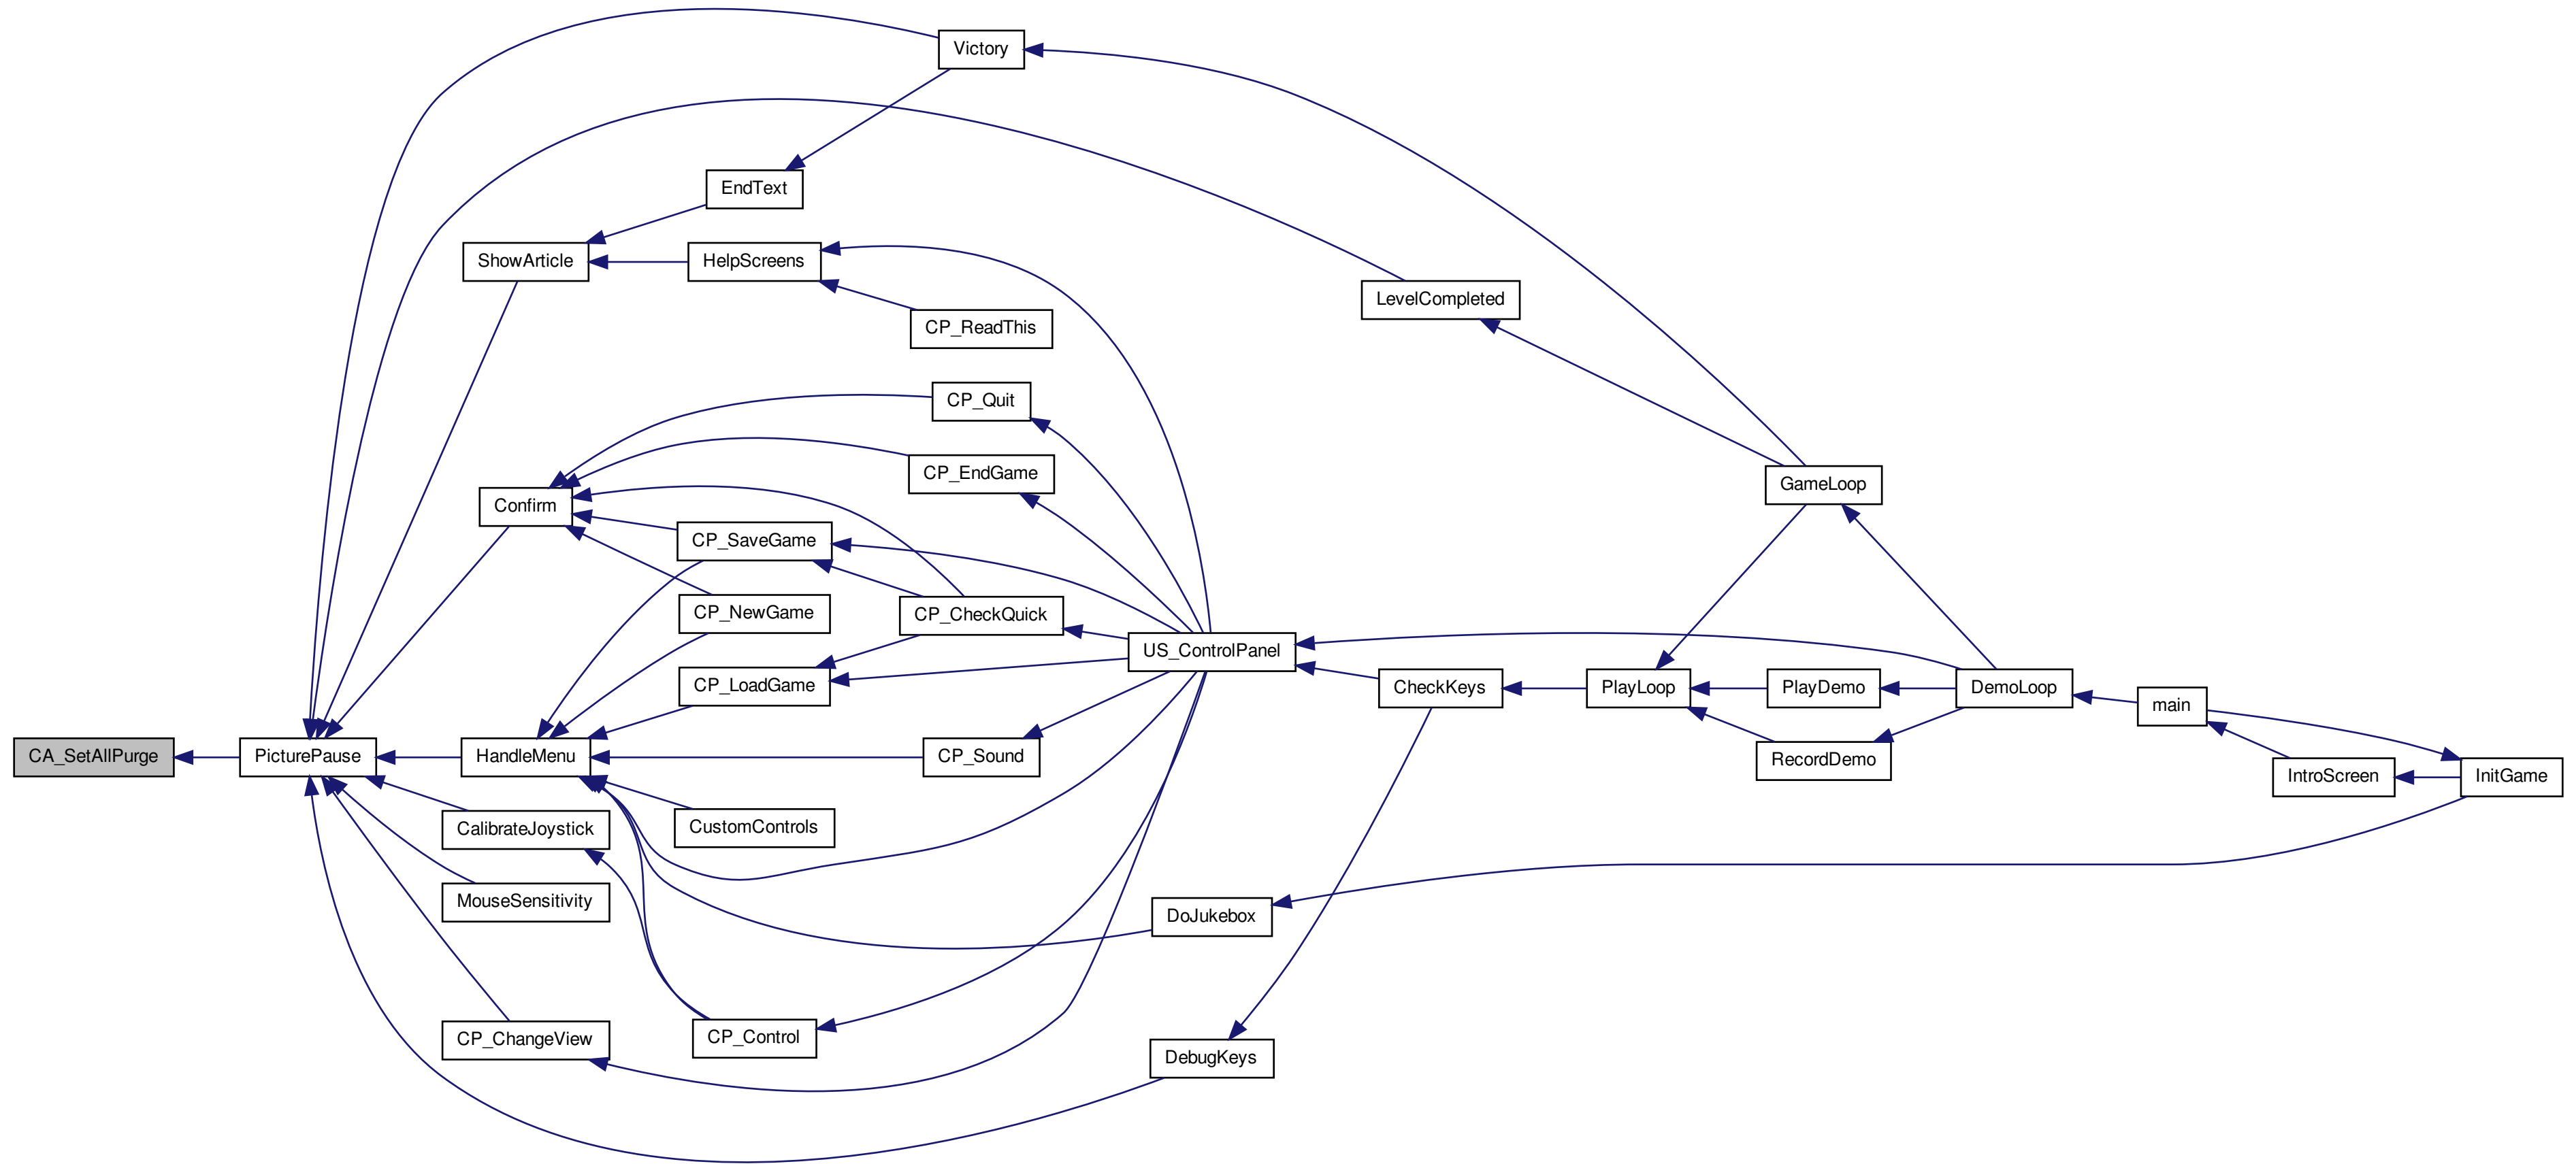 Victory
EndText
ShowArticle
HelpScreens
LevelCompleted
CP_ReadThis
CP_Quit
CP_EndGame
GameLoop
Confirm
CP_SaveGame
CP_NewGame
CP_CheckQuick
US_ControlPanel
CP_LoadGame
CheckKeys
PlayLoop
PlayDemo
DemoLoop
main
CA_SetAllPurge
PicturePause
HandleMenu
CP_Sound
RecordDemo
IntroScreen
InitGame
CalibrateJoystick
CustomControls
MouseSensitivity
DoJukebox
CP_ChangeView
CP_Control
DebugKeys